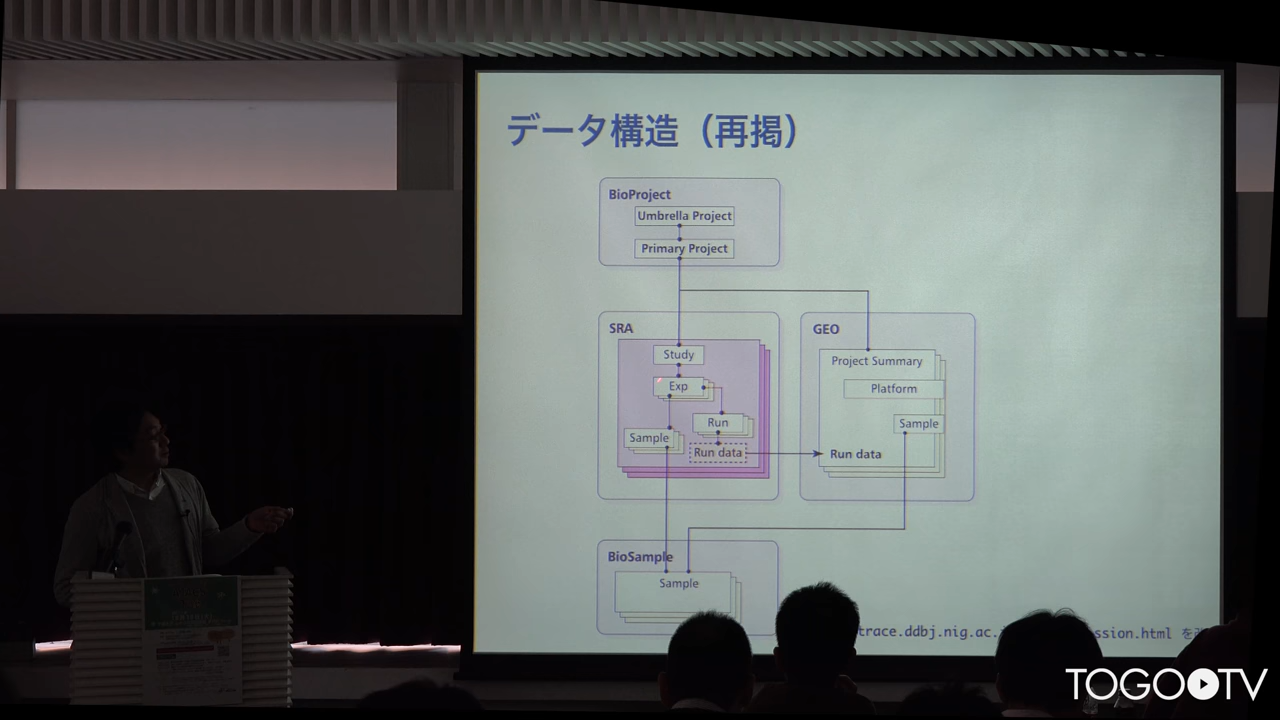 データ構造（再掲）
BioProject
Umbrella Project
Primary Project
SRA
Study
Exp
Run
Sample
Run data
GEO
Project Summary
Platform
Sample
Run data
BioSample
Sample
trace.ddbj.nig.ac.
ssion.html を
TOGOTV